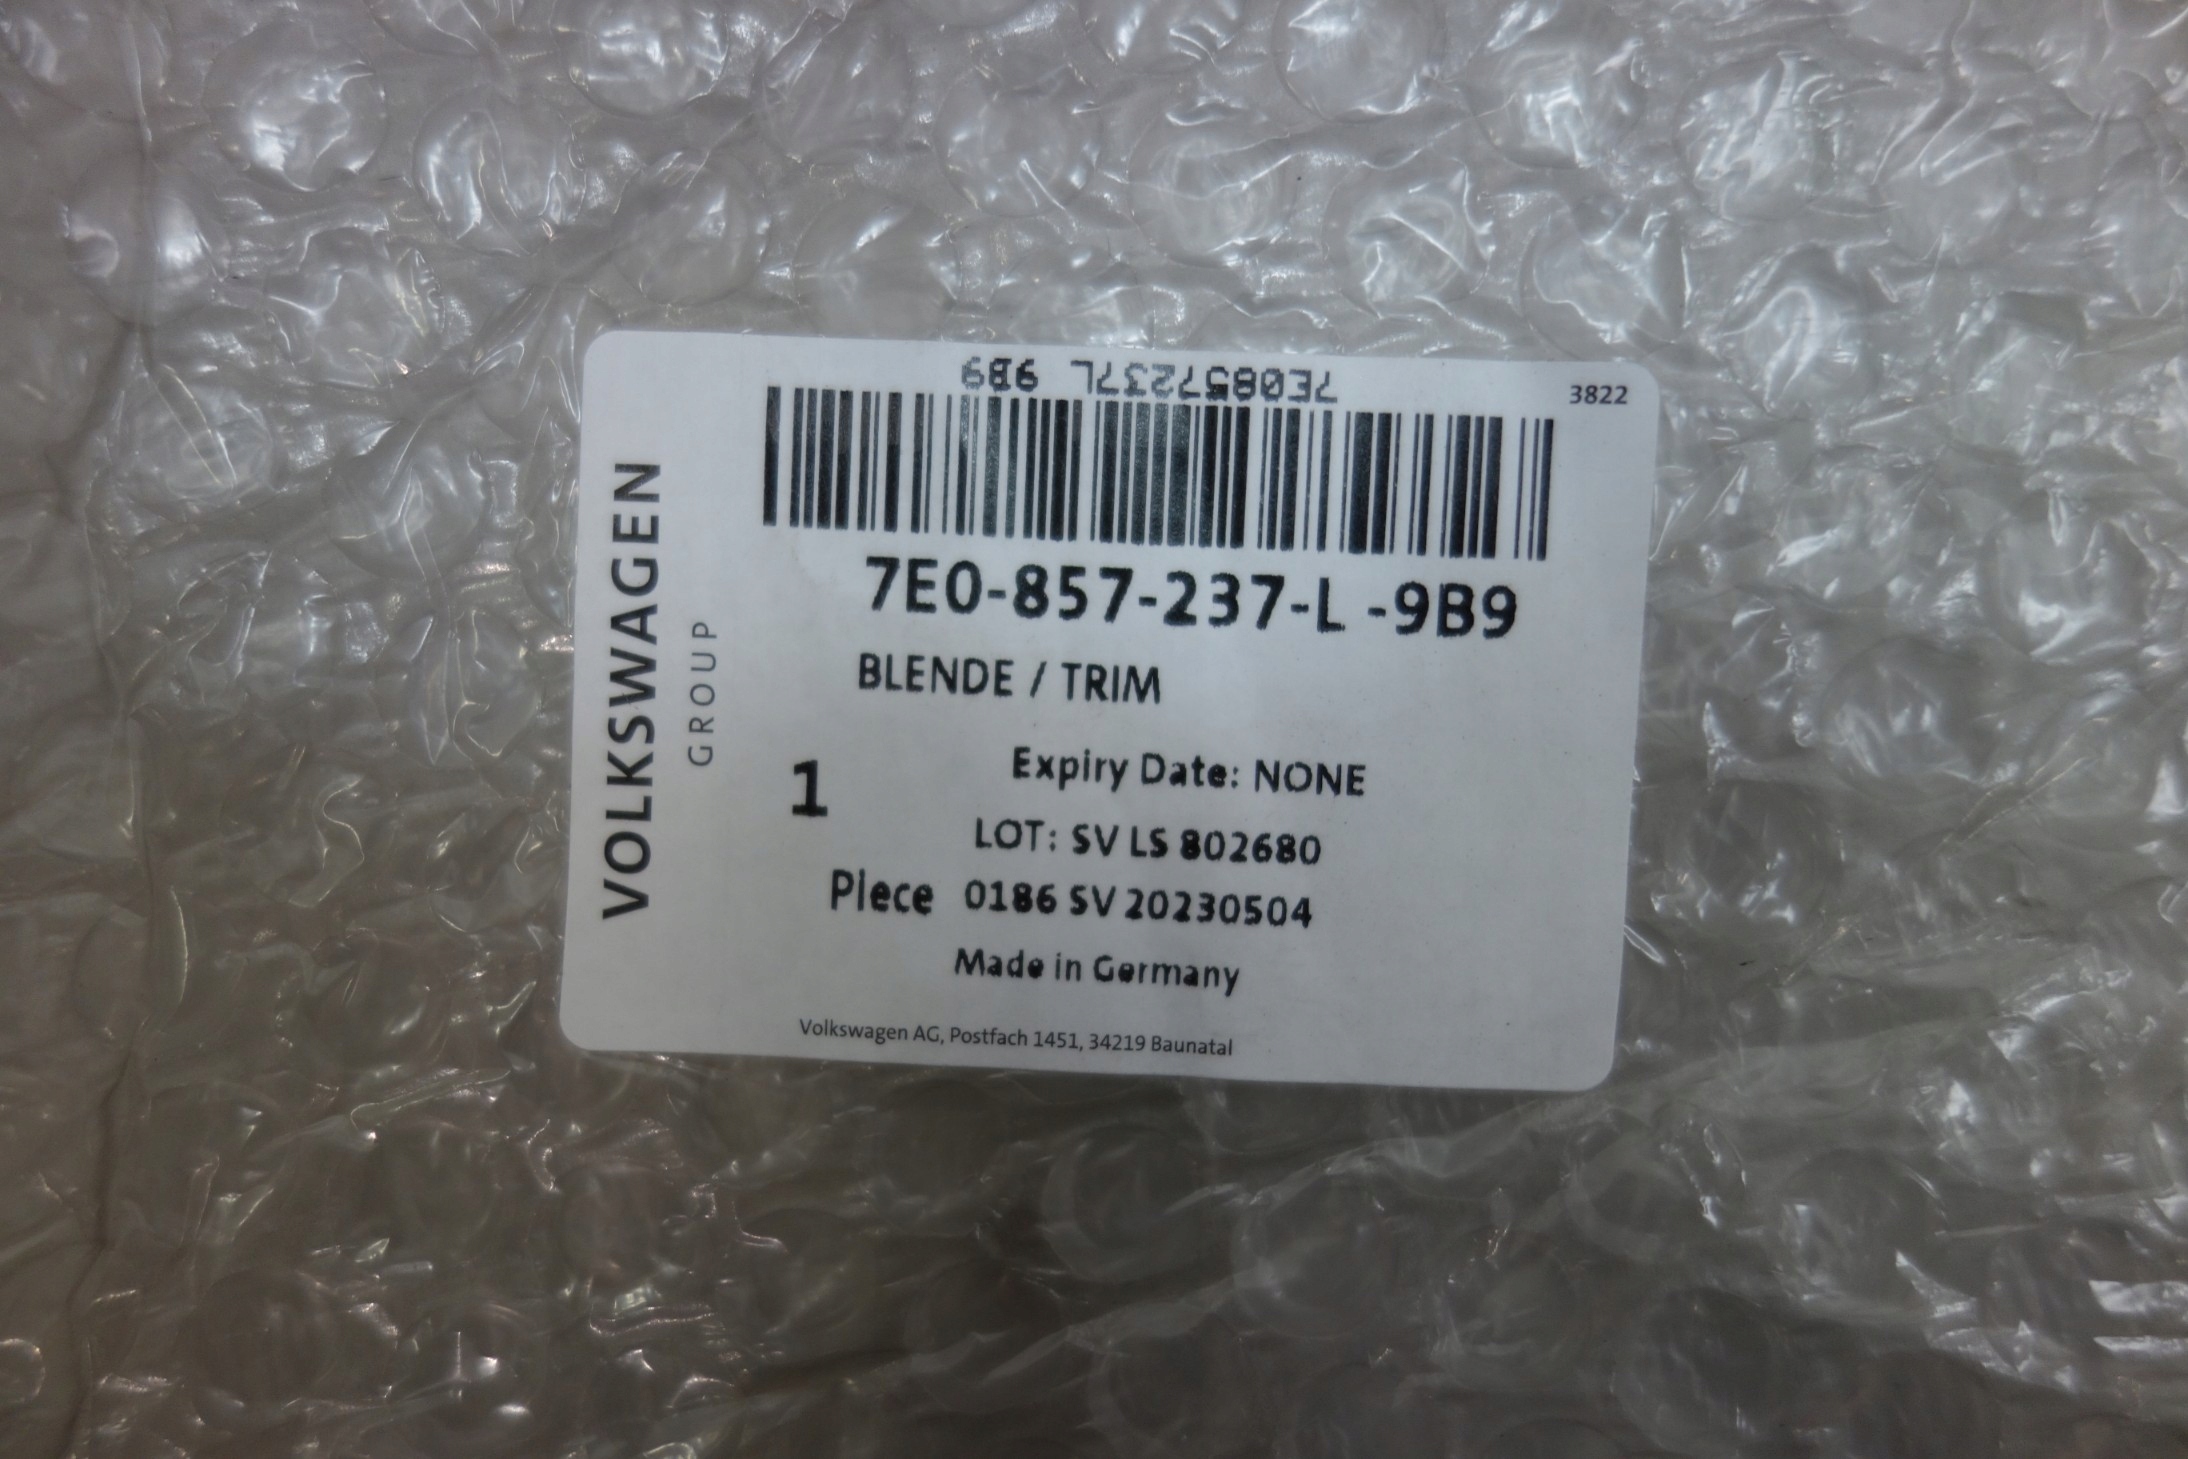 7E0857237L 9B9
3822
VOLKSWAGEN
GROUP
7E0-857-237-L -9B9
BLENDE / TRIM
Expiry Date: NONE
1
LOT: SV LS 802680
Piece 0186 SV 20230504
Made in Germany
Volkswagen AG, Postfach 1451, 34219 Baunatal